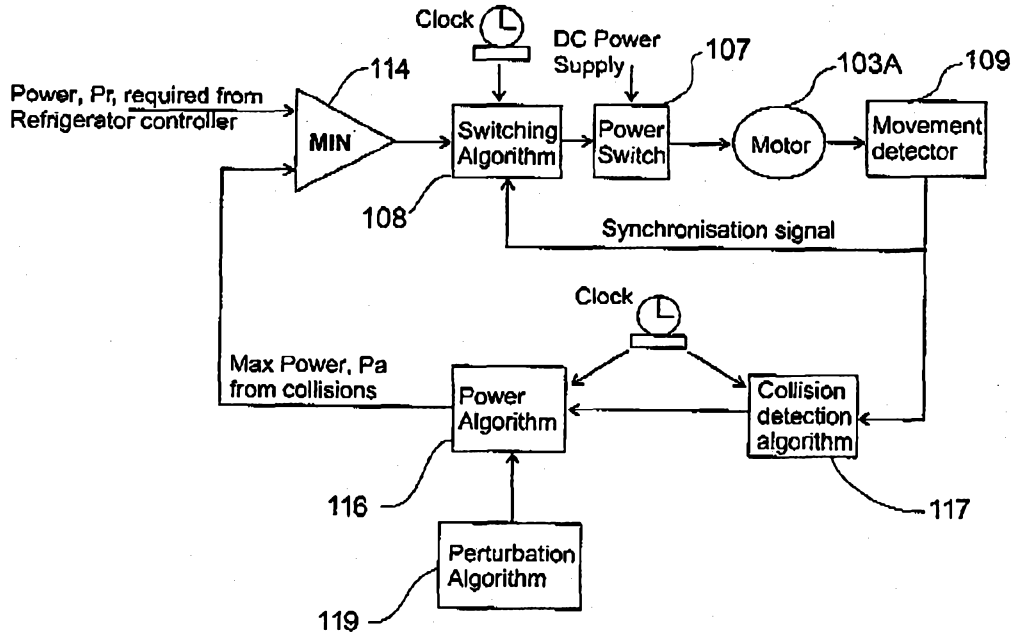 Clock
114
DC Power
Supply
107
103A
109
Power, Pr, required from
Refrigerator controller
MIN
Switching
Algorithm
Power
Switch
Motor
Movement
detector
108
Synchronisation signal
Clock
Max Power, Pa
from collisions
Power
Algorithm
Collision
detection
algorithm
116
117
Perturbation
Algorithm
119